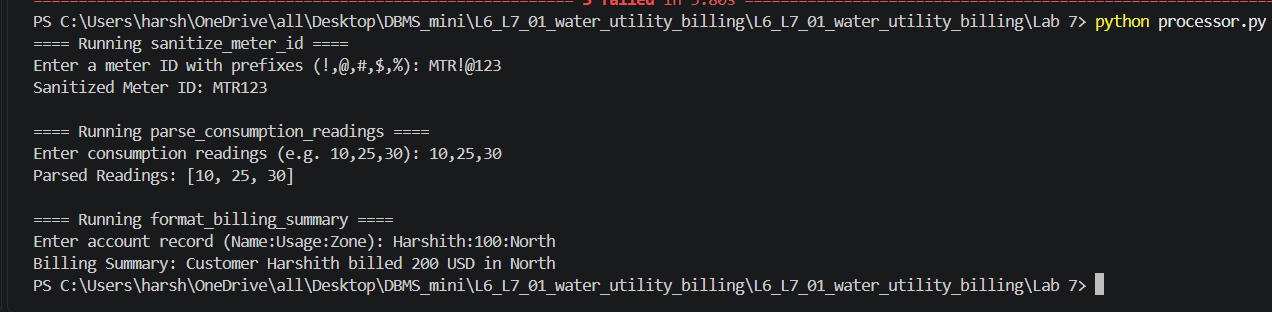 ============================================================ 3 failed in 5.80s ============================================================
PS C:\Users\harsh\OneDrive\all\Desktop\DBMS_mini\L6_L7_01_water_utility_billing\L6_L7_01_water_utility_billing\Lab 7> python processor.py
==== Running sanitize_meter_id ====
Enter a meter ID with prefixes (!,@,#,$,%): MTR!@123
Sanitized Meter ID: MTR123
==== Running parse_consumption_readings ====
Enter consumption readings (e.g. 10,25,30): 10,25,30
Parsed Readings: [10, 25, 30]
==== Running format_billing_summary ====
Enter account record (Name:Usage:Zone): Harshith:100:North
Billing Summary: Customer Harshith billed 200 USD in North
PS C:\Users\harsh\OneDrive\all\Desktop\DBMS_mini\L6_L7_01_water_utility_billing\L6_L7_01_water_utility_billing\Lab 7>